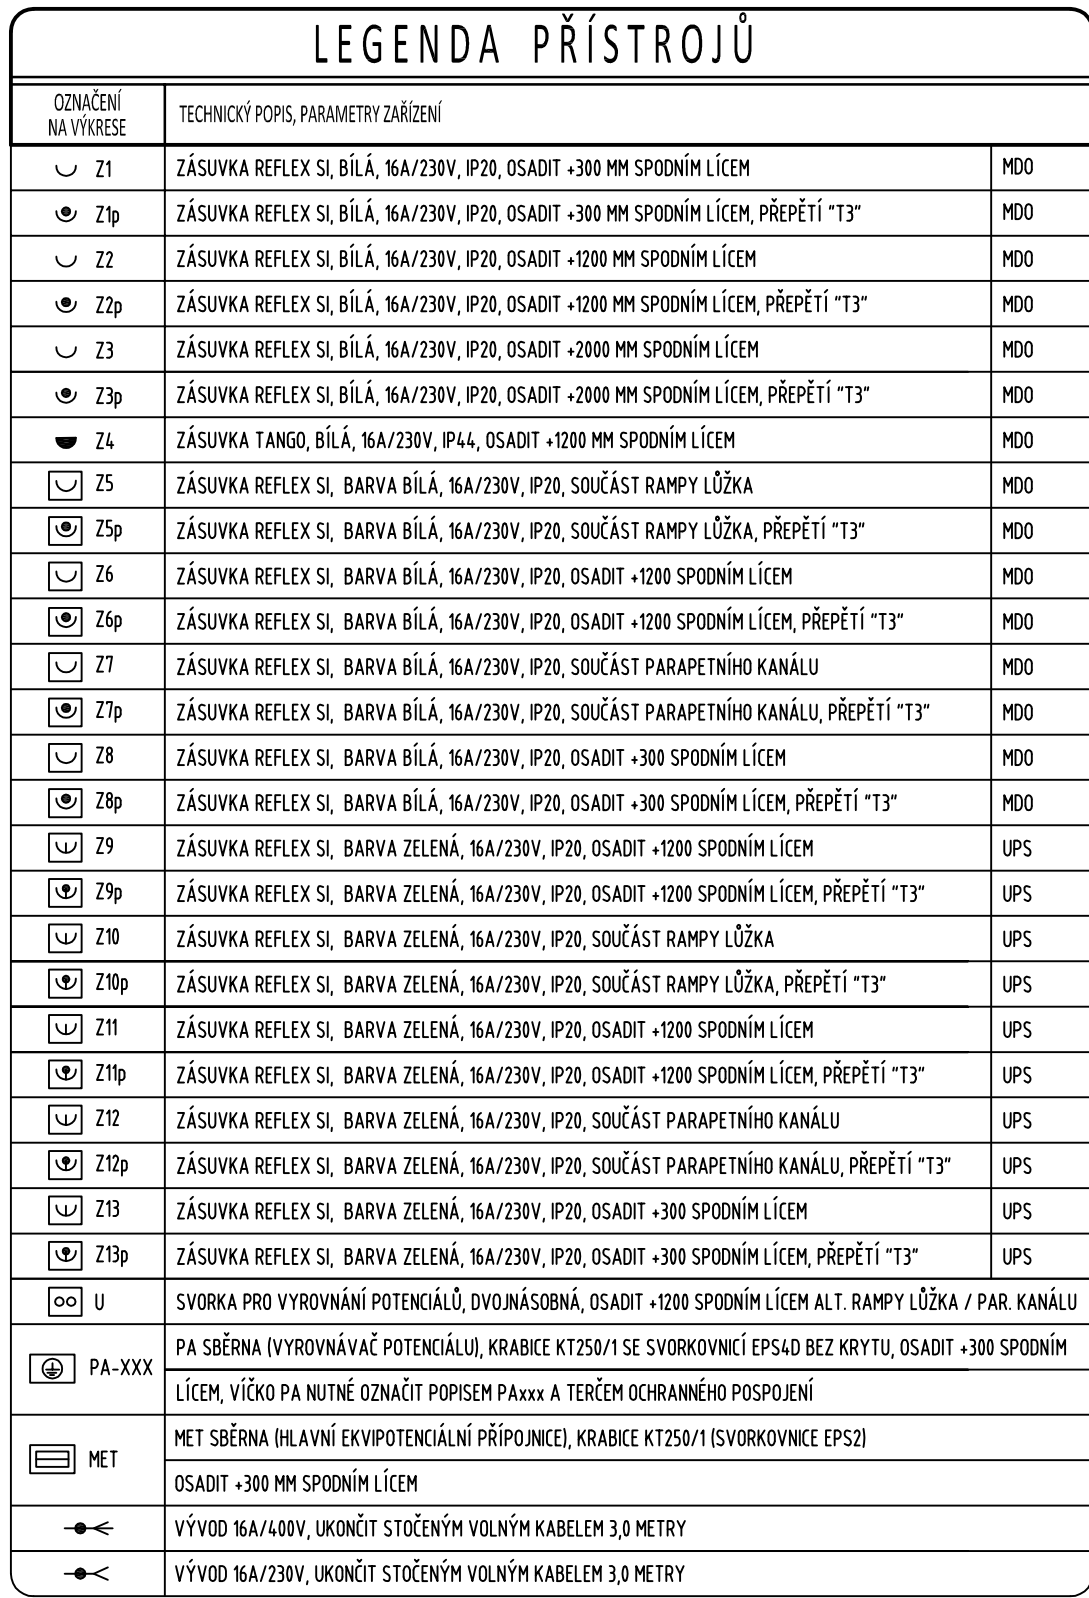 LEGENDA PŘÍSTROJŮ
OZNAČENÍ
NA VÝKRESE
TECHNICKÝ POPIS, PARAMETRY ZAŘÍZENÍ
Z1 ZÁSUVKA REFLEX SI, BÍLÁ, 16A/230V, IP20, OSADIT +300 MM SPODNÍM LÍCEM MDO
Z1p ZÁSUVKA REFLEX SI, BÍLÁ, 16A/230V, IP20, OSADIT +300 MM SPODNÍM LÍCEM, PŘEPĚTÍ "T3" MDO
Z2 ZÁSUVKA REFLEX SI, BÍLÁ, 16A/230V, IP20, OSADIT +1200 MM SPODNÍM LÍCEM MDO
Z2p ZÁSUVKA REFLEX SI, BÍLÁ, 16A/230V, IP20, OSADIT +1200 MM SPODNÍM LÍCEM, PŘEPĚTÍ "T3" MDO
Z3 ZÁSUVKA REFLEX SI, BÍLÁ, 16A/230V, IP20, OSADIT +2000 MM SPODNÍM LÍCEM MDO
Z3p ZÁSUVKA REFLEX SI, BÍLÁ, 16A/230V, IP20, OSADIT +2000 MM SPODNÍM LÍCEM, PŘEPĚTÍ "T3" MDO
Z4 ZÁSUVKA TANGO, BÍLÁ, 16A/230V, IP44, OSADIT +1200 MM SPODNÍM LÍCEM MDO
Z5 ZÁSUVKA REFLEX SI, BARVA BÍLÁ, 16A/230V, IP20, SOUČÁST RAMPY LŮŽKA MDO
Z5p ZÁSUVKA REFLEX SI, BARVA BÍLÁ, 16A/230V, IP20, SOUČÁST RAMPY LŮŽKA, PŘEPĚTÍ "T3" MDO
Z6 ZÁSUVKA REFLEX SI, BARVA BÍLÁ, 16A/230V, IP20, OSADIT +1200 SPODNÍM LÍCEM MDO
Z6p ZÁSUVKA REFLEX SI, BARVA BÍLÁ, 16A/230V, IP20, OSADIT +1200 SPODNÍM LÍCEM, PŘEPĚTÍ "T3" MDO
Z7 ZÁSUVKA REFLEX SI, BARVA BÍLÁ, 16A/230V, IP20, SOUČÁST PARAPETNÍHO KANÁLU MDO
Z7p ZÁSUVKA REFLEX SI, BARVA BÍLÁ, 16A/230V, IP20, SOUČÁST PARAPETNÍHO KANÁLU, PŘEPĚTÍ "T3" MDO
Z8 ZÁSUVKA REFLEX SI, BARVA BÍLÁ, 16A/230V, IP20, OSADIT +300 SPODNÍM LÍCEM MDO
Z8p ZÁSUVKA REFLEX SI, BARVA BÍLÁ, 16A/230V, IP20, OSADIT +300 SPODNÍM LÍCEM, PŘEPĚTÍ "T3" MDO
Z9 ZÁSUVKA REFLEX SI, BARVA ZELENÁ, 16A/230V, IP20, OSADIT +1200 SPODNÍM LÍCEM UPS
Z9p ZÁSUVKA REFLEX SI, BARVA ZELENÁ, 16A/230V, IP20, OSADIT +1200 SPODNÍM LÍCEM, PŘEPĚTÍ "T3" UPS
Z10 ZÁSUVKA REFLEX SI, BARVA ZELENÁ, 16A/230V, IP20, SOUČÁST RAMPY LŮŽKA UPS
Z10p ZÁSUVKA REFLEX SI, BARVA ZELENÁ, 16A/230V, IP20, SOUČÁST RAMPY LŮŽKA, PŘEPĚTÍ "T3" UPS
Z11 ZÁSUVKA REFLEX SI, BARVA ZELENÁ, 16A/230V, IP20, OSADIT +1200 SPODNÍM LÍCEM UPS
Z11p ZÁSUVKA REFLEX SI, BARVA ZELENÁ, 16A/230V, IP20, OSADIT +1200 SPODNÍM LÍCEM, PŘEPĚTÍ "T3" UPS
Z12 ZÁSUVKA REFLEX SI, BARVA ZELENÁ, 16A/230V, IP20, SOUČÁST PARAPETNÍHO KANÁLU UPS
Z12p ZÁSUVKA REFLEX SI, BARVA ZELENÁ, 16A/230V, IP20, SOUČÁST PARAPETNÍHO KANÁLU, PŘEPĚTÍ "T3" UPS
Z13 ZÁSUVKA REFLEX SI, BARVA ZELENÁ, 16A/230V, IP20, OSADIT +300 SPODNÍM LÍCEM UPS
Z13p ZÁSUVKA REFLEX SI, BARVA ZELENÁ, 16A/230V, IP20, OSADIT +300 SPODNÍM LÍCEM, PŘEPĚTÍ "T3" UPS
U SVORKA PRO VYROVNÁNÍ POTENCIÁLŮ, DVOJNÁSOBNÁ, OSADIT +1200 SPODNÍM LÍCEM ALT. RAMPY LŮŽKA / PAR. KANÁLU
PA-XXX PA SBĚRNA (VYROVNÁVAČ POTENCIÁLU), KRABICE KT250/1 SE SVORKOVNICÍ EPS4D BEZ KRYTU, OSADIT +300 SPODNÍM
LÍCEM, VÍČKO PA NUTNÉ OZNAČIT POPISEM PAxxx A TERČEM OCHRANNÉHO POSPOJENÍ
MET MET SBĚRNA (HLAVNÍ EKVIPOTENCIÁLNÍ PŘÍPOJNICE), KRABICE KT250/1 (SVORKOVNICE EPS2)
OSADIT +300 MM SPODNÍM LÍCEM
VÝVOD 16A/400V, UKONČIT STOČENÝM VOLNÝM KABELEM 3,0 METRY
VÝVOD 16A/230V, UKONČIT STOČENÝM VOLNÝM KABELEM 3,0 METRY